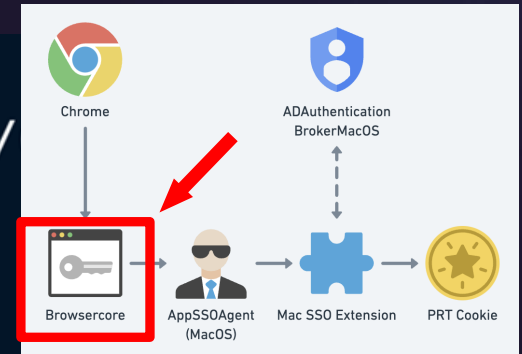 Chrome
ADAuthentication
BrokerMacOS
Browsercore
AppSSOAgent
(MacOS)
Mac SSO Extension
PRT Cookie